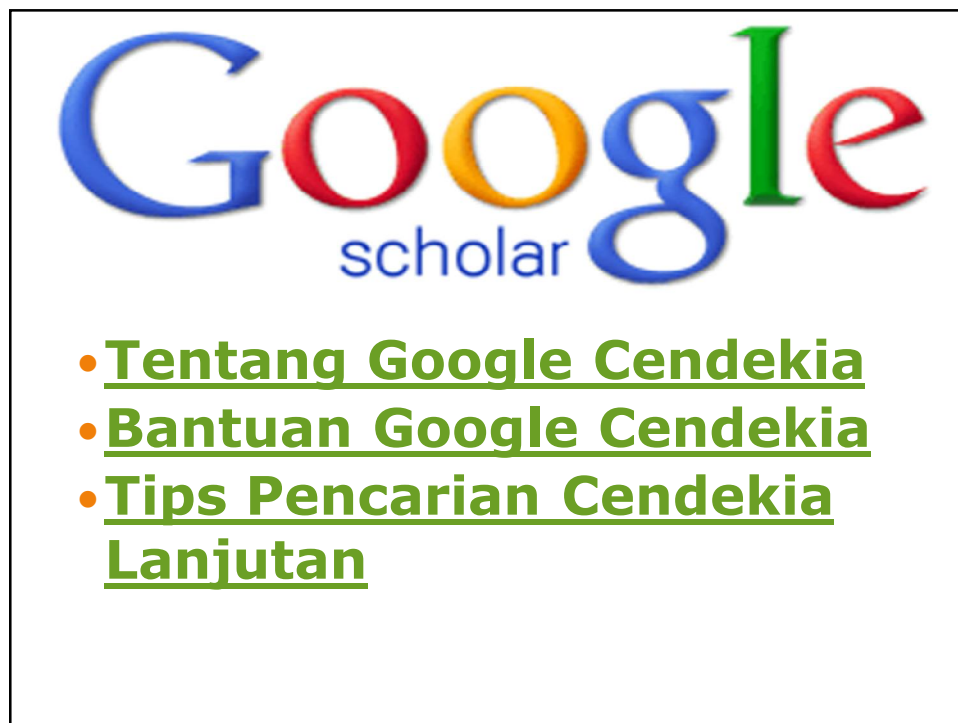 Google
scholar
•Tentang Google Cendekia
•Bantuan Google Cendekia
•Tips Pencarian Cendekia
Lanjutan